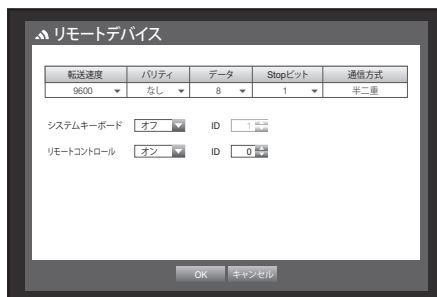 リモートデバイス
転送速度 パリティ データ Stopビット 通信方式
9600 なし 8 1 半二重
システムキーボード オフ ID 1
リモートコントロール オン ID 0
OK キャンセル